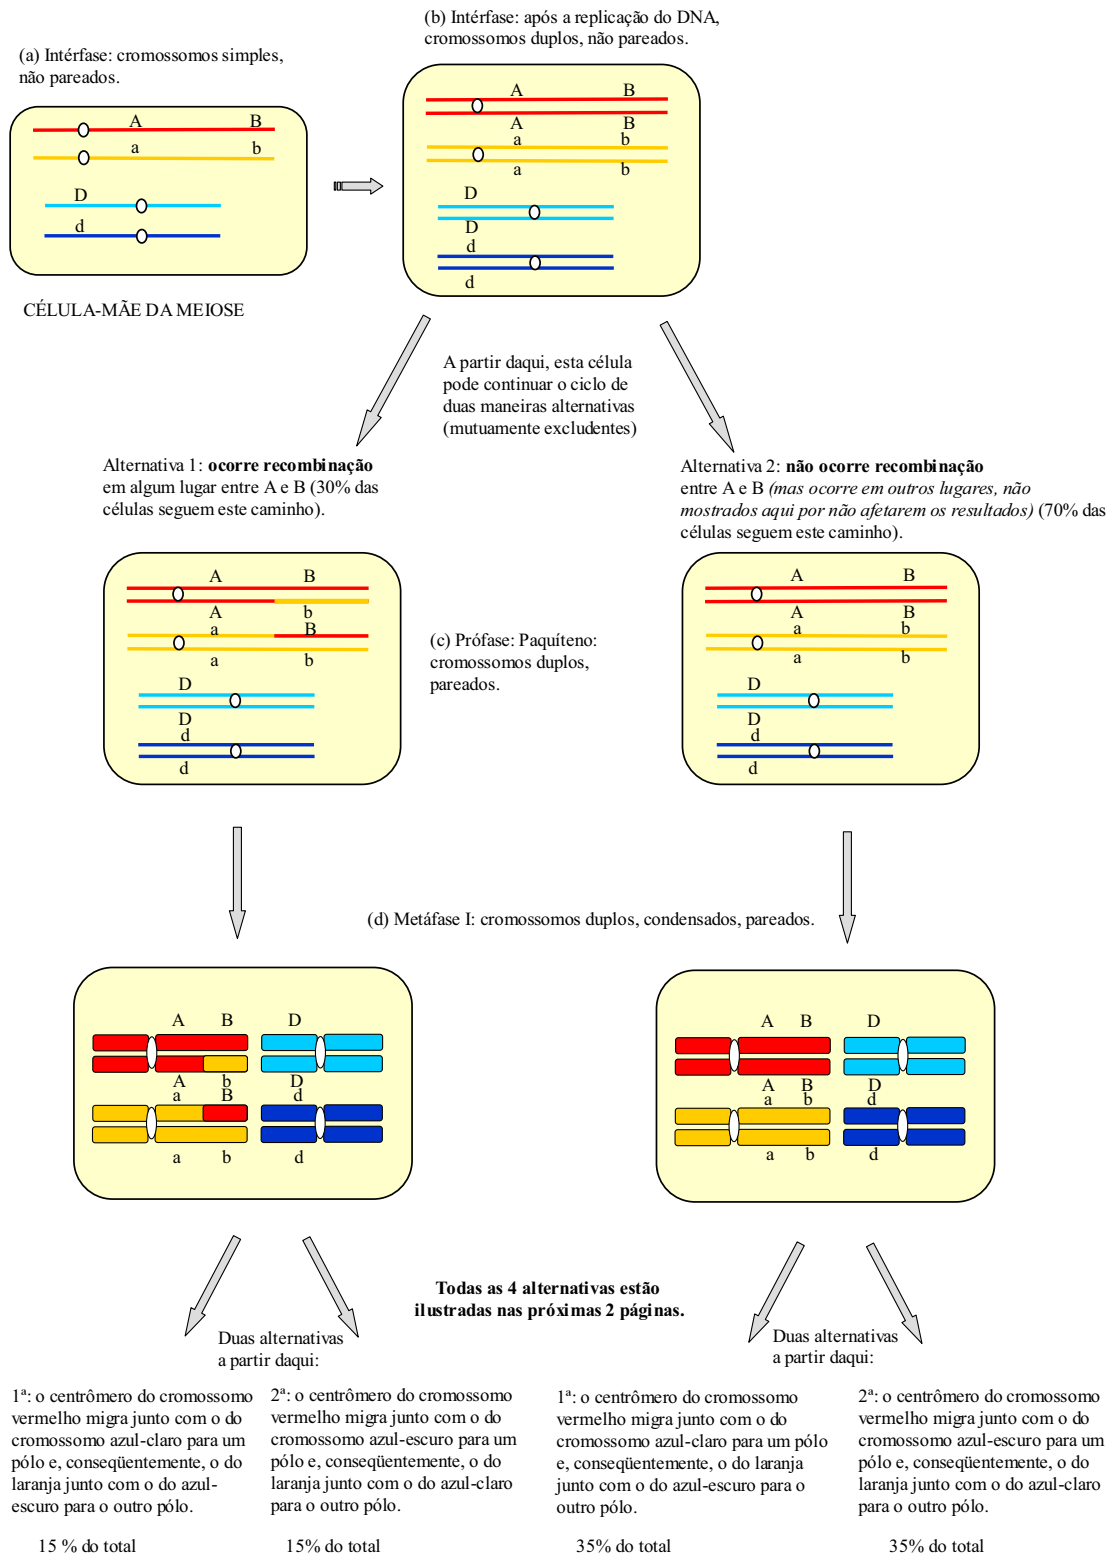 (b) Intérfase: após a replicação do DNA,
cromossomos duplos, não pareados.
(a) Intérfase: cromossomos simples,
não pareados.
A B
a b
D
d
A B
A B
a b
a b
D
D
d
d
CÉLULA-MÃE DA MEIOSE
A partir daqui, esta célula
pode continuar o ciclo de
duas maneiras alternativas
(mutuamente excludentes)
Alternativa 1: ocorre recombinação
em algum lugar entre A e B (30% das
células seguem este caminho).
Alternativa 2: não ocorre recombinação
entre A e B (mas ocorre em outros lugares, não
mostrados aqui por não afetarem os resultados) (70% das
células seguem este caminho).
A B
A b
a B
a b
D
D
d
d
(c) Prófase: Paquíteno:
cromossomos duplos,
pareados.
A B
A B
a b
a b
D
D
d
d
(d) Metáfase I: cromossomos duplos, condensados, pareados.
A B D
A b D
a B d
a b d
A B D
A B D
a b d
a b d
Todas as 4 alternativas estão
ilustradas nas próximas 2 páginas.
Duas alternativas
a partir daqui:
Duas alternativas
a partir daqui:
1ª: o centrômero do cromossomo
vermelho migra junto com o do
cromossomo azul-claro para um
pólo e, conseqüentemente, o do
laranja junto com o do azul-
escuro para o outro pólo.
15 % do total
2ª: o centrômero do cromossomo
vermelho migra junto com o do
cromossomo azul-escuro para um
pólo e, conseqüentemente, o do
laranja junto com o do azul-claro
para o outro pólo.
15% do total
1ª: o centrômero do cromossomo
vermelho migra junto com o do
cromossomo azul-claro para um pólo
e, conseqüentemente, o do laranja
junto com o do azul-escuro para o
outro pólo.
35% do total
2ª: o centrômero do cromossomo
vermelho migra junto com o do
cromossomo azul-escuro para um
pólo e, conseqüentemente, o do
laranja junto com o do azul-claro
para o outro pólo.
35% do total